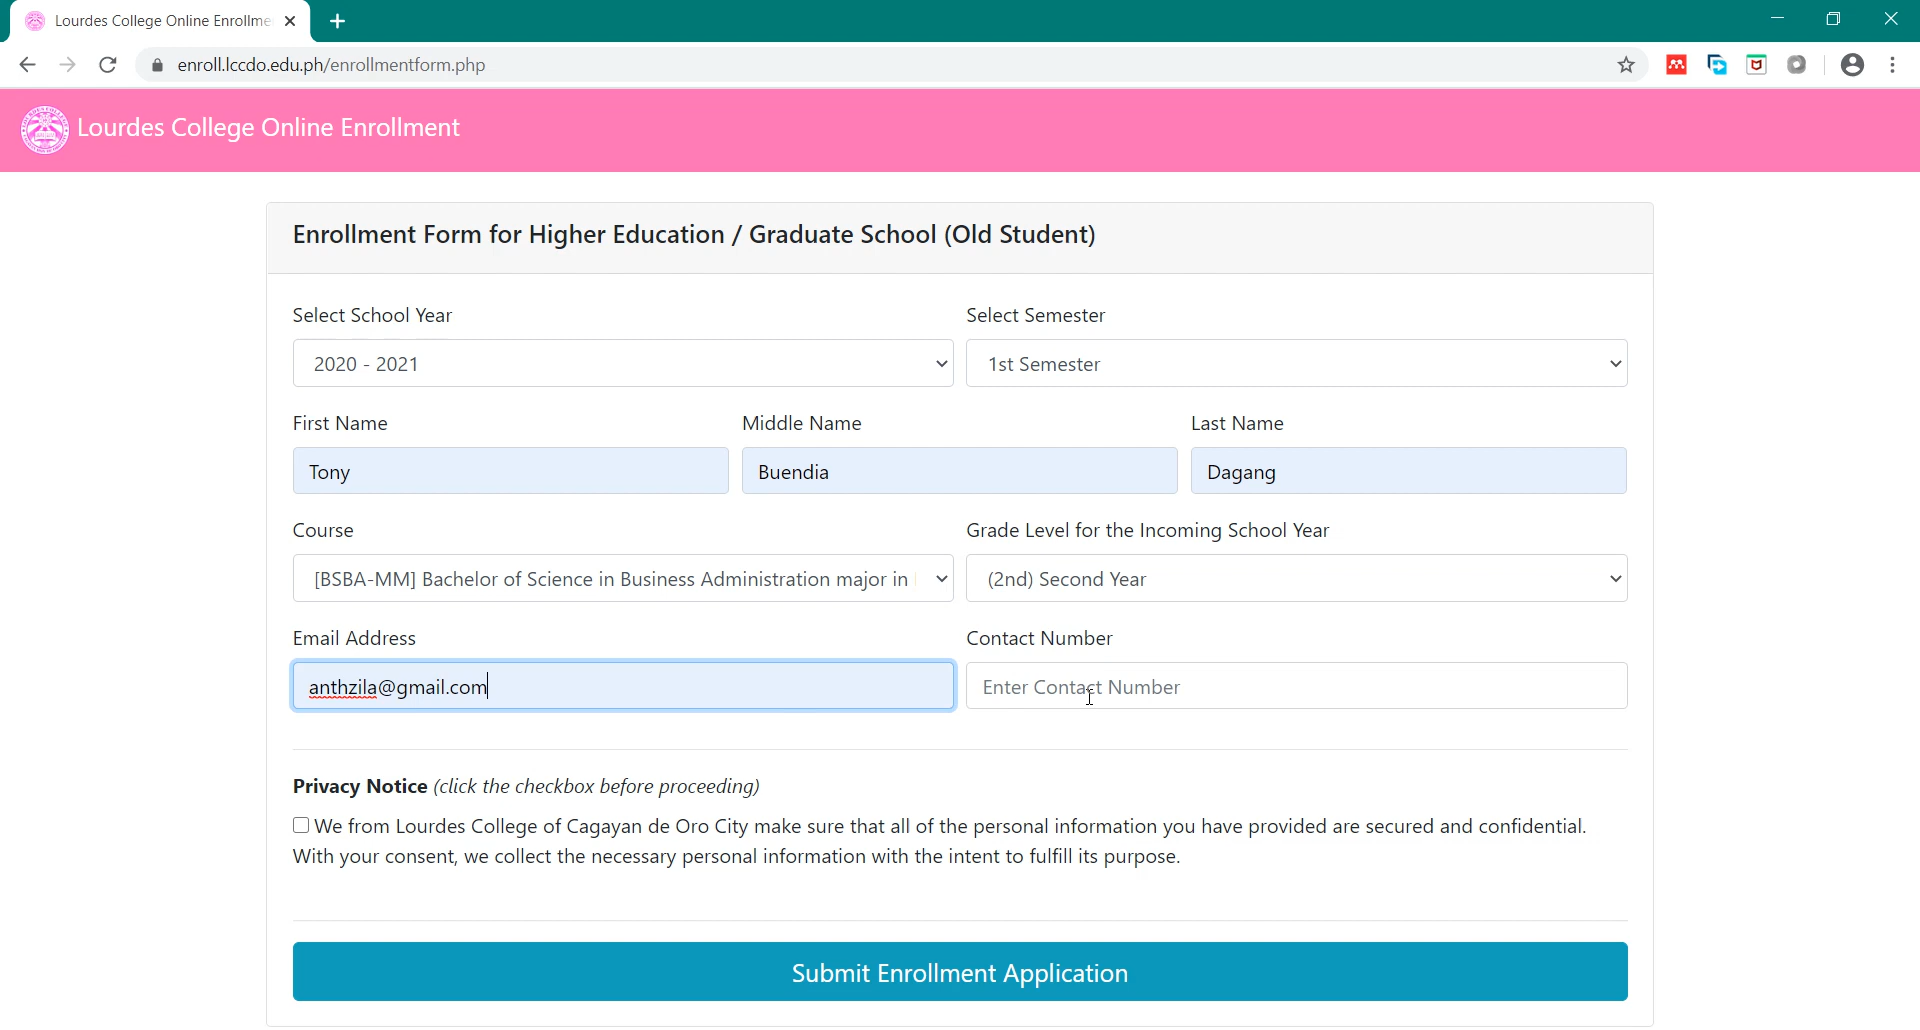 Lourdes College Online Enrollme
enroll.lccdo.edu.ph/enrollmentform.php
Lourdes College Online Enrollment
Enrollment Form for Higher Education / Graduate School (Old Student)
Select School Year
Select Semester
2020 - 2021
1st Semester
First Name
Middle Name
Last Name
Tony
Buendia
Dagang
Course
Grade Level for the Incoming School Year
[BSBA-MM] Bachelor of Science in Business Administration major in
(2nd) Second Year
Email Address
Contact Number
anthzila@gmail.com
Enter Contact Number
Privacy Notice (click the checkbox before proceeding)
We from Lourdes College of Cagayan de Oro City make sure that all of the personal information you have provided are secured and confidential.
With your consent, we collect the necessary personal information with the intent to fulfill its purpose.
Submit Enrollment Application